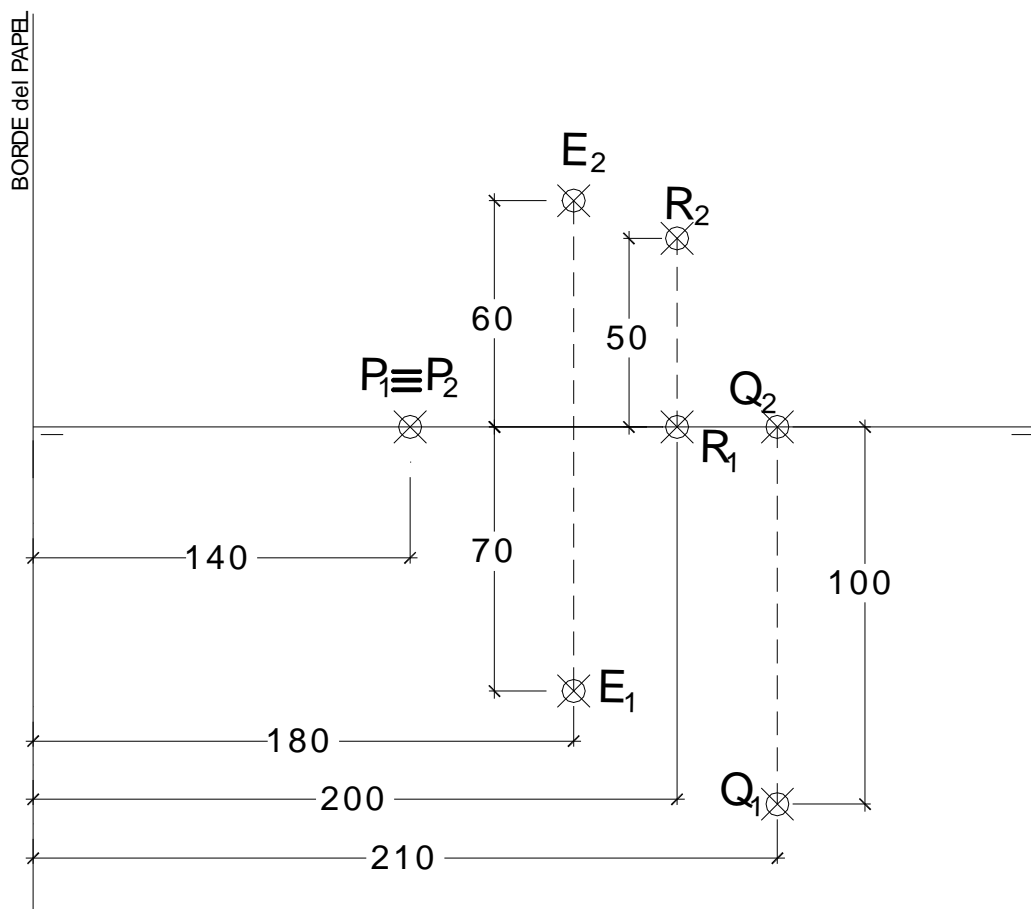 BORDE del PAPEL
E₂
R₂
60
50
P₁≡P₂
Q₂
R₁
140
70
100
E₁
180
200
Q₁
210